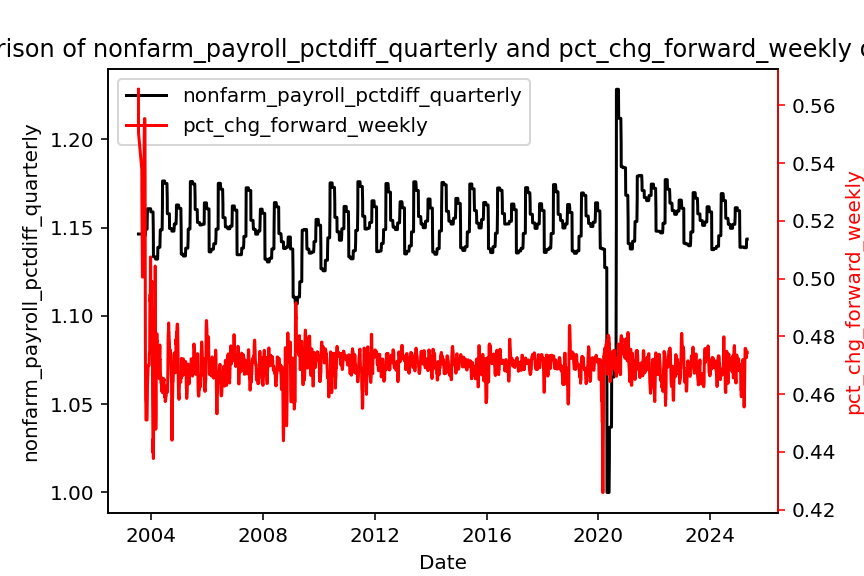 rison of nonfarm_payroll_pctdiff_quarterly and pct_chg_forward_weekly
nonfarm_payroll_pctdiff_quarterly
pct_chg_forward_weekly
nonfarm_payroll_pctdiff_quarterly
1.20
1.15
1.10
1.05
1.00
0.56
0.54
0.52
0.50
0.48
0.46
0.44
0.42
pct_chg_forward_weekly
2004 2008 2012 2016 2020 2024
Date